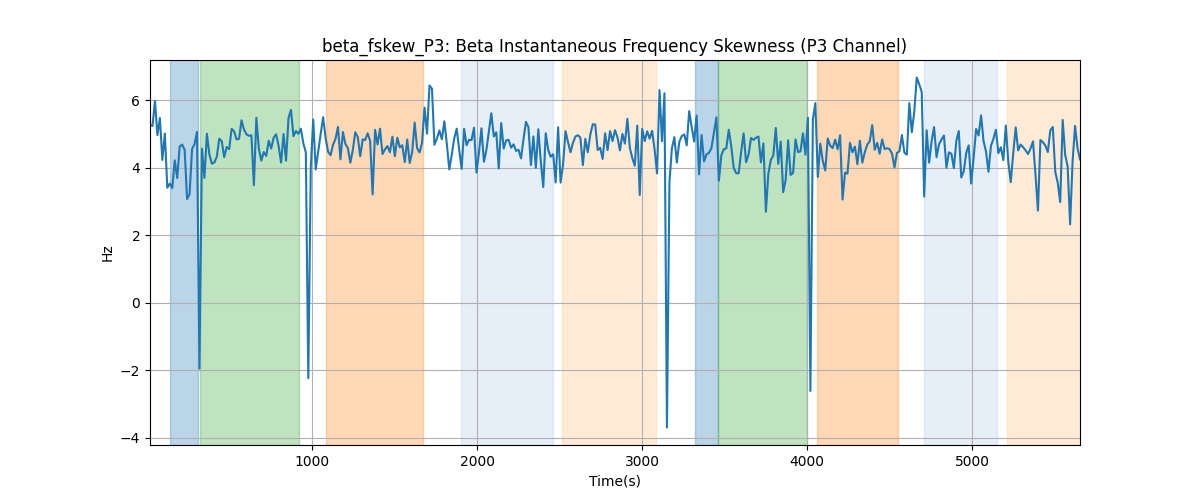 beta_fskew_P3: Beta Instantaneous Frequency Skewness (P3 Channel)
6
4
2
0
−2
−4
Hz
1000 2000 3000 4000 5000
Time(s)